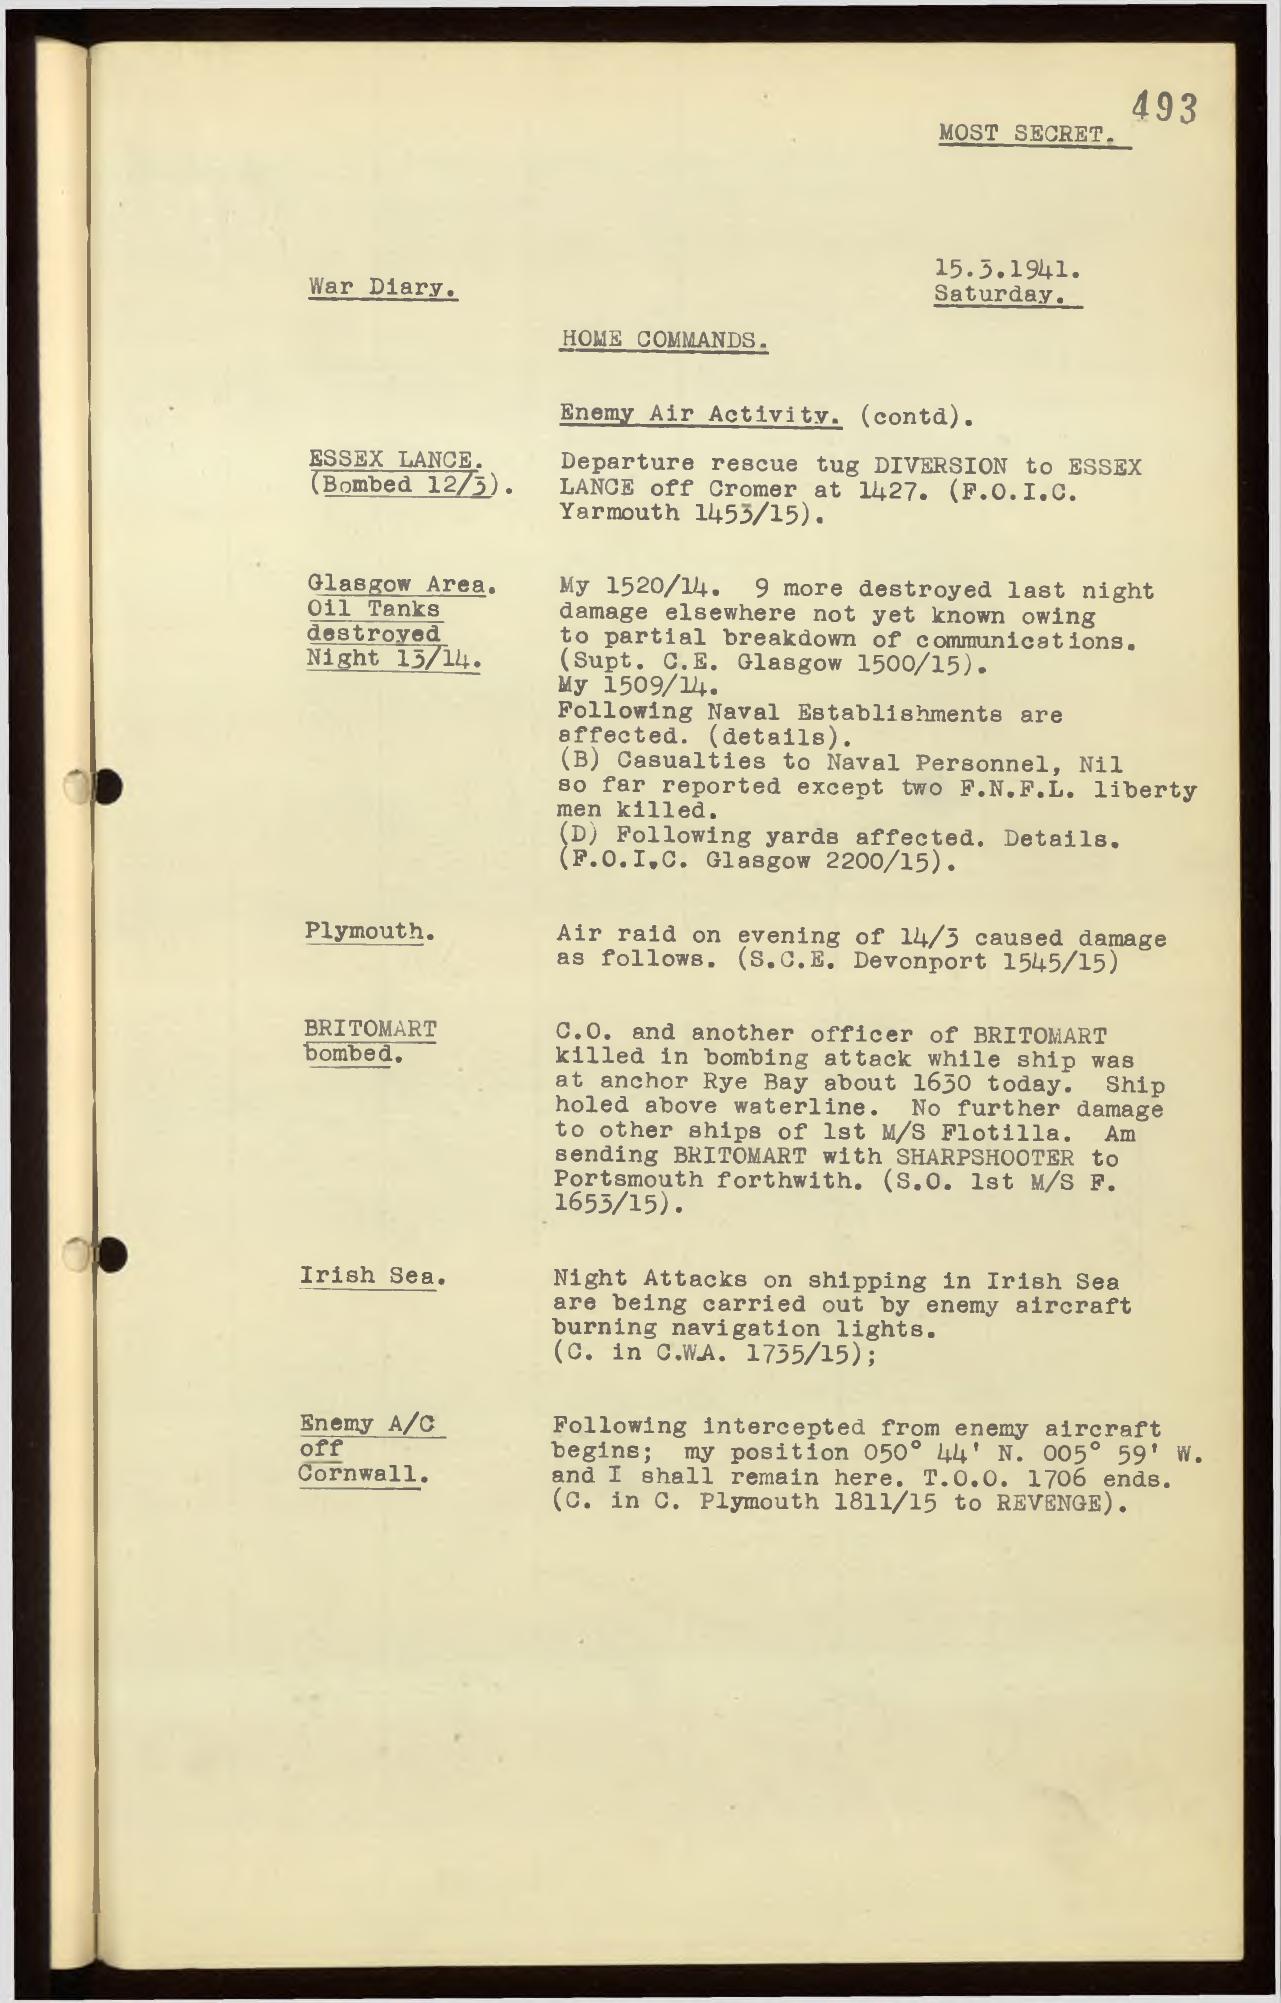 493
MOST SECRET.
15.3.1941.
War Diary.
Saturday.
HOME COMMANDS.
Enemy Air Activity. (contd).
ESSEX LANCE.
(Bombed 12/3).
Departure rescue tug DIVERSION to ESSEX
LANCE off Cromer at 1427. (F.O.I.C.
Yarmouth 1453/15).
Glasgow Area.
Oil Tanks
destroyed
Night 13/14.
My 1520/14. 9 more destroyed last night
damage elsewhere not yet known owing
to partial breakdown of communications.
(Supt. C.E. Glasgow 1500/15).
My 1509/14.
Following Naval Establishments are
affected. (details).
(B) Casualties to Naval Personnel, Nil
so far reported except two F.N.F.L. liberty
men killed.
(D) Following yards affected. Details.
(F.O.I.C. Glasgow 2200/15).
Plymouth.
Air raid on evening of 14/3 caused damage
as follows. (S.C.E. Devonport 1545/15)
BRITOMART
bombed.
C.O. and another officer of BRITOMART
killed in bombing attack while ship was
at anchor Rye Bay about 1630 today. Ship
holed above waterline. No further damage
to other ships of 1st M/S Flotilla. Am
sending BRITOMART with SHARPSHOOTER to
Portsmouth forthwith. (S.O. 1st M/S F.
1653/15).
Irish Sea.
Night Attacks on shipping in Irish Sea
are being carried out by enemy aircraft
burning navigation lights.
(C. in C.W.A. 1735/15);
Enemy A/C
off
Cornwall.
Following intercepted from enemy aircraft
begins; my position 050° 44' N. 005° 59' W.
and I shall remain here. T.O.O. 1706 ends.
(C. in C. Plymouth 1811/15 to REVENGE).